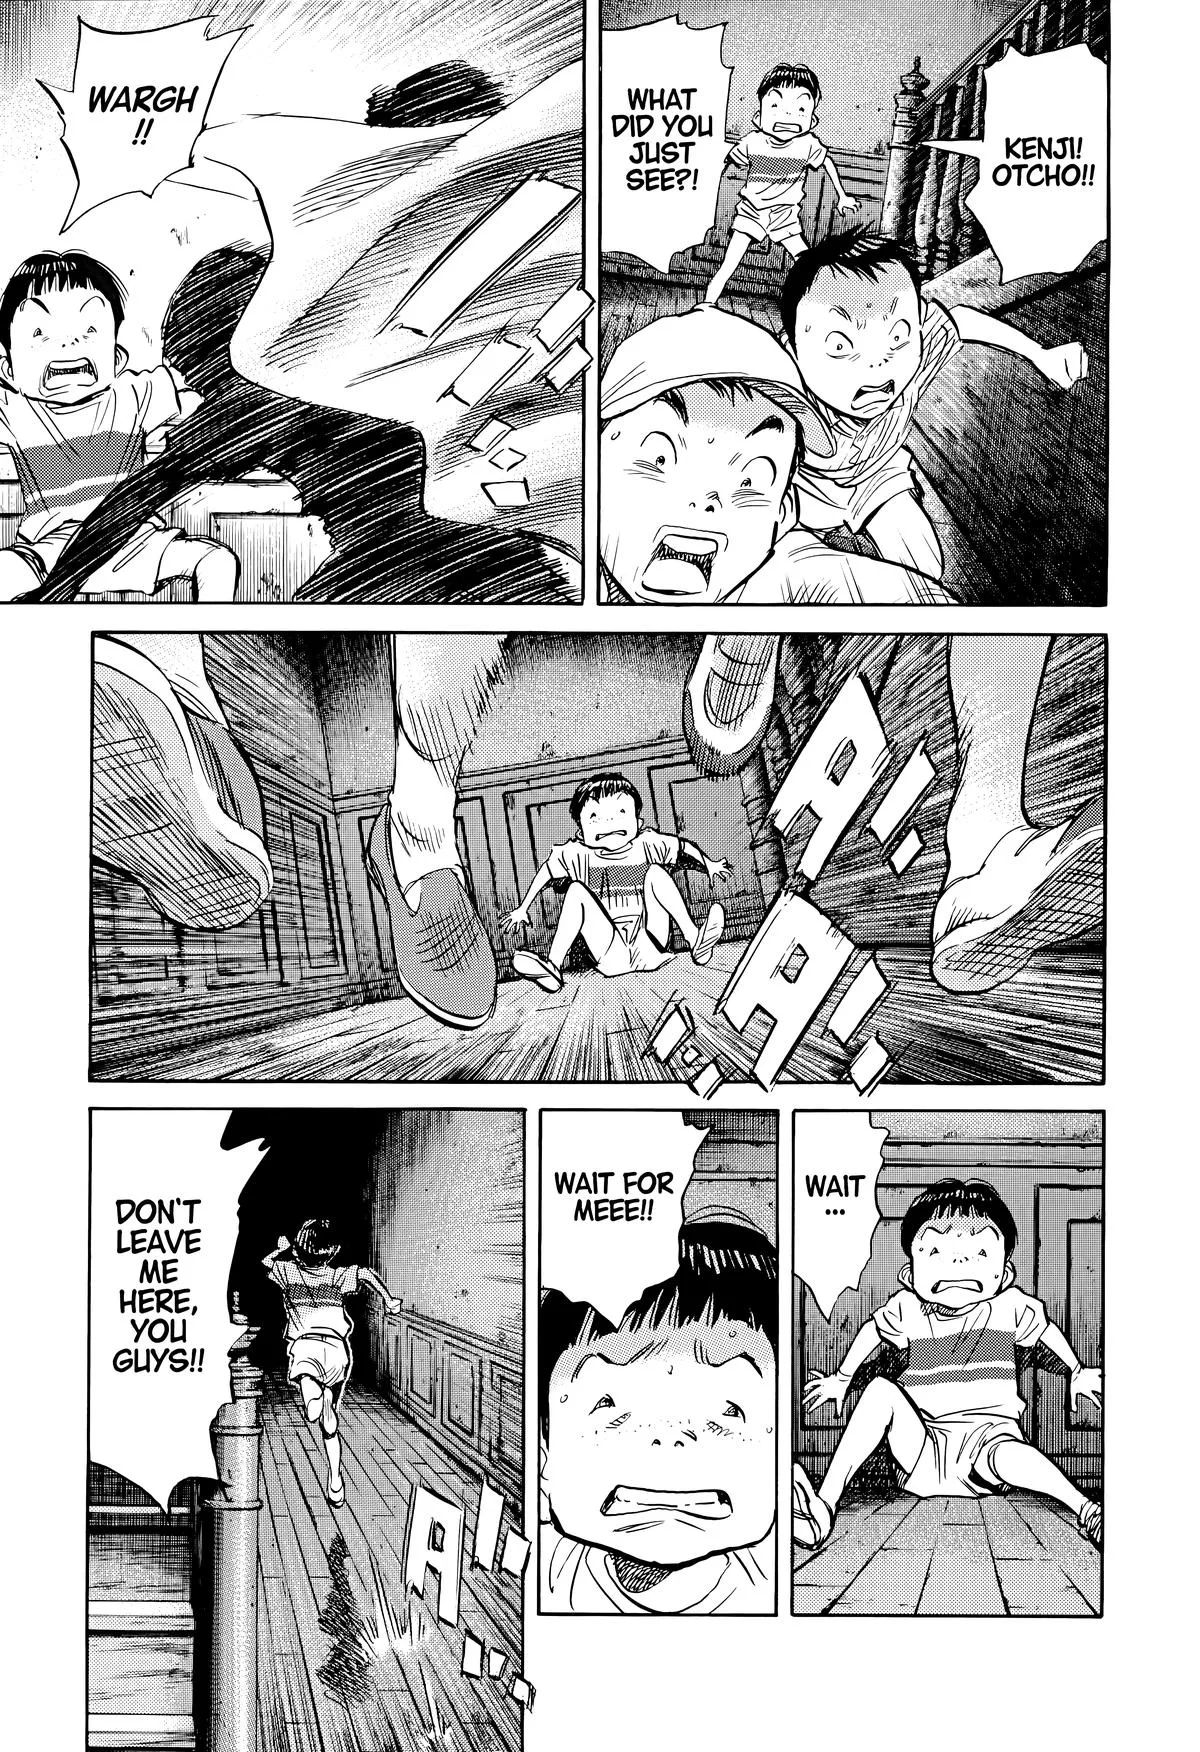 KENJI!
OTCHO!!
WHAT
DID YOU
JUST
SEE?!
WARGH
!!
WAIT
...
WAIT FOR
MEEE!!
DON'T
LEAVE
ME
HERE,
YOU
GUYS!!